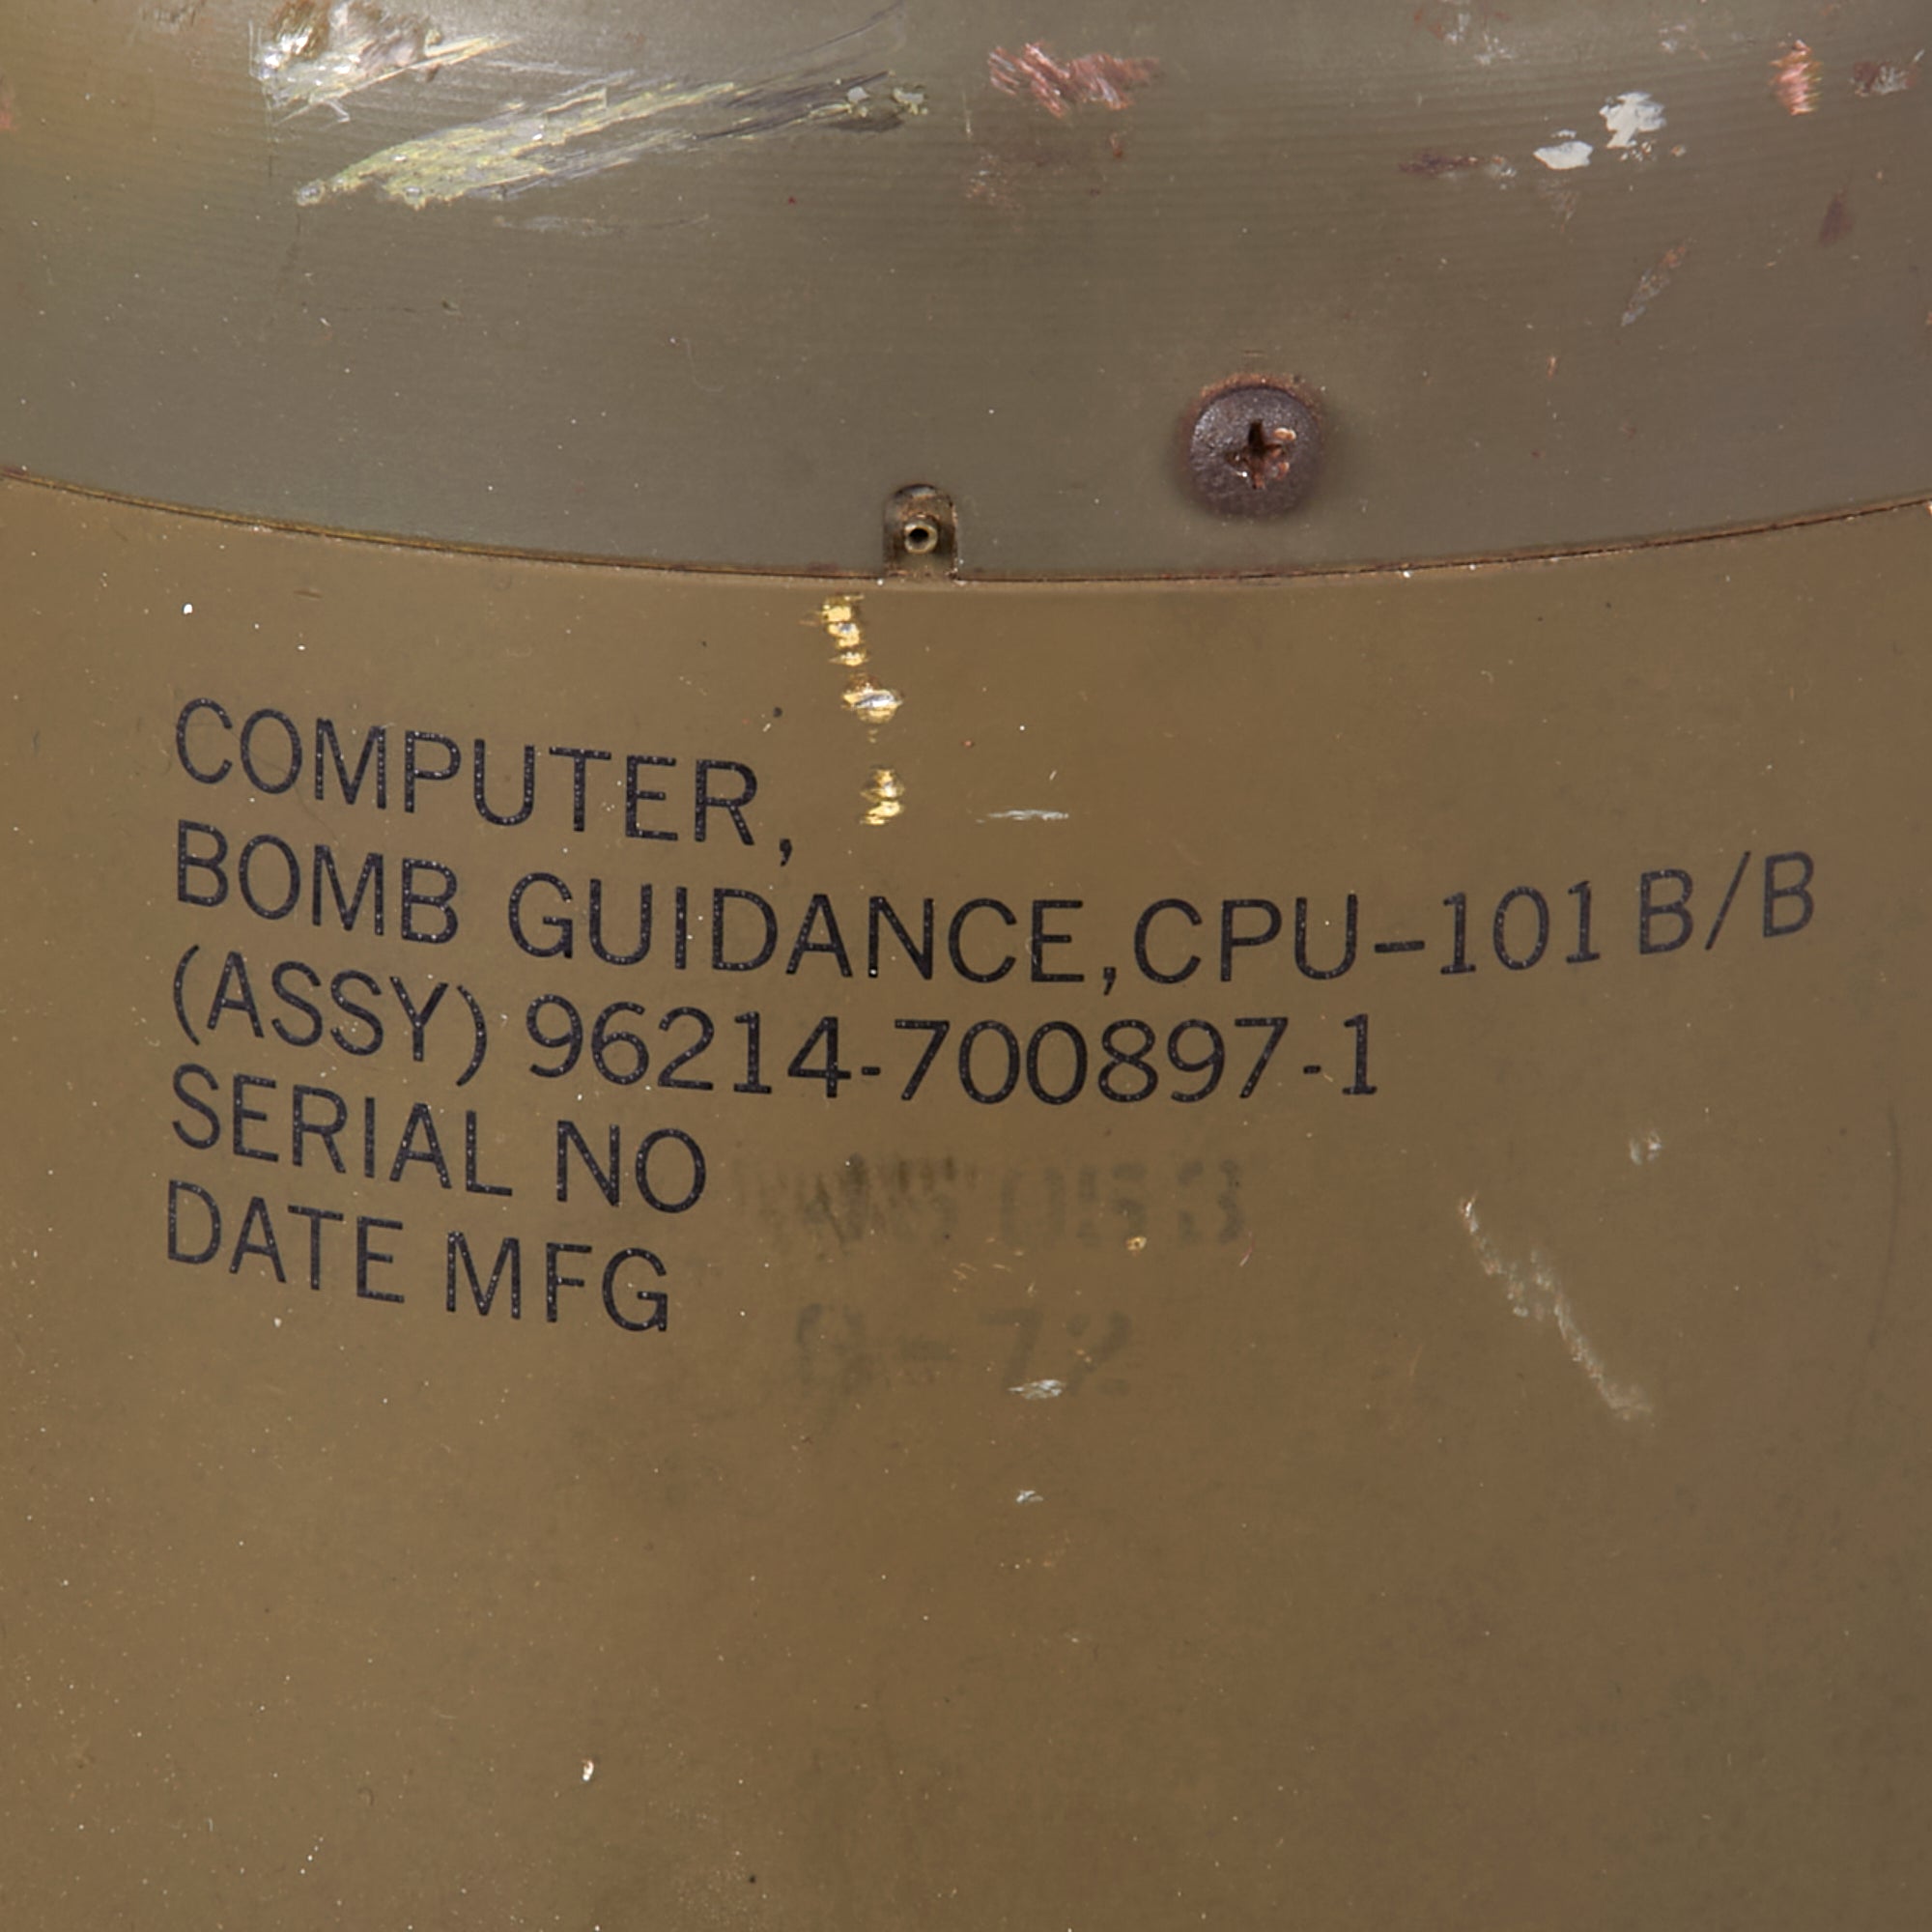 COMPUTER,
BOMB GUIDANCE,CPU-101 B/B
(ASSY) 96214-700897-1
SERIAL NO
DATE MFG